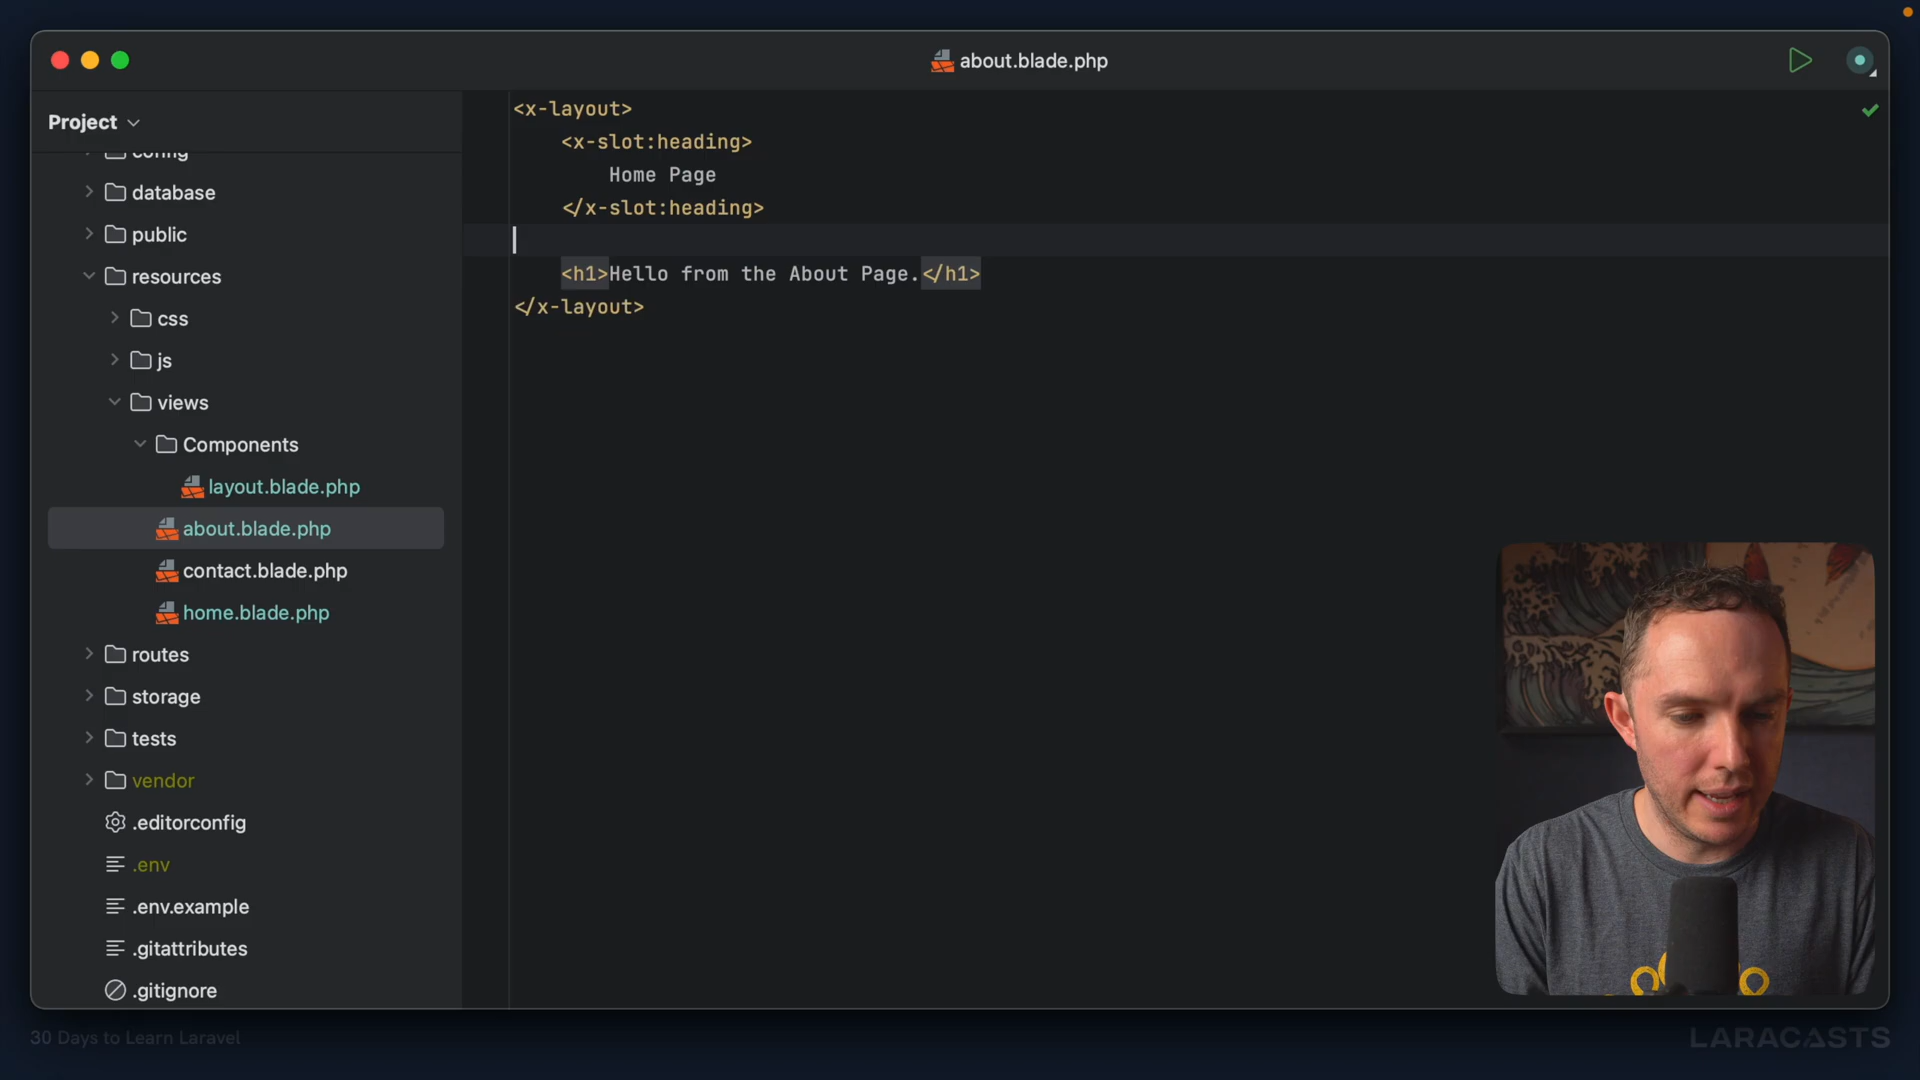 about.blade.php
Project
config
database
public
resources
css
js
views
Components
layout.blade.php
about.blade.php
contact.blade.php
home.blade.php
routes
storage
tests
vendor
.editorconfig
.env
.env.example
.gitattributes
.gitignore
<x-layout>
<x-slot:heading>
Home Page
</x-slot:heading>
<h1>Hello from the About Page.</h1>
</x-layout>
30 Days to Learn Laravel
LARACASTS